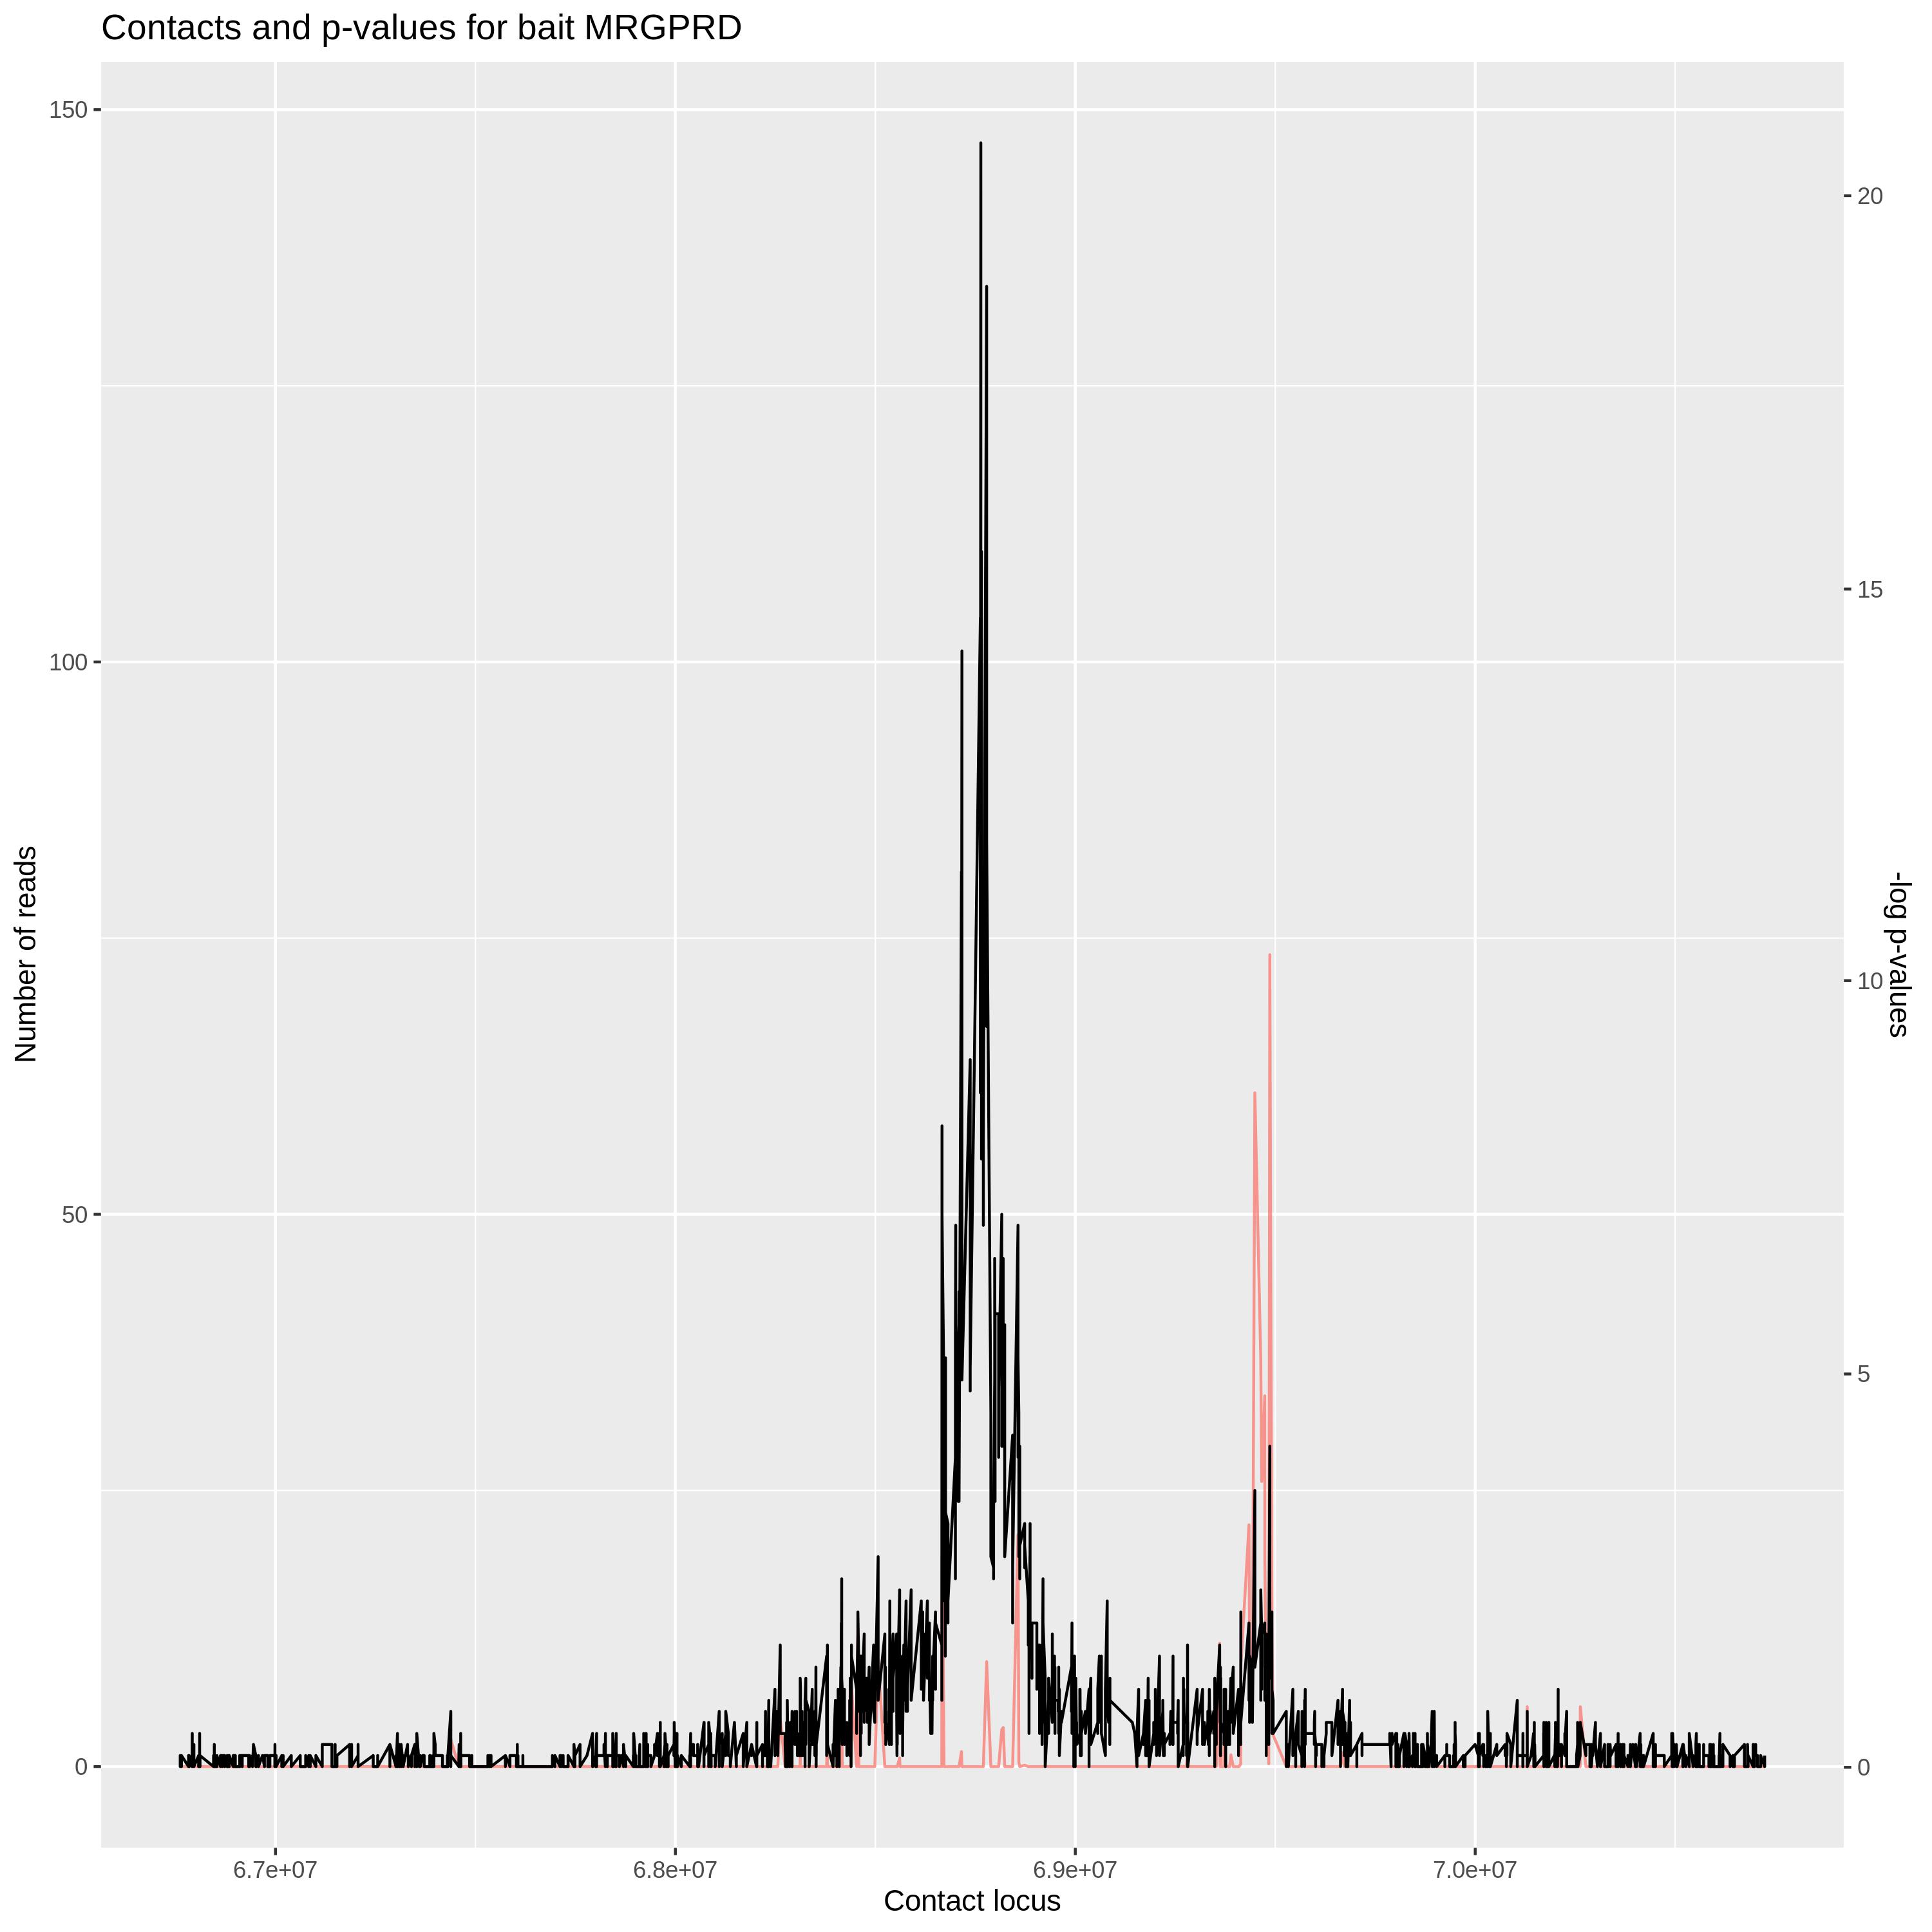 Contacts and p-values for bait MRGPRD
150
100
50
0
Number of reads
20
15
10
5
0
-log p-values
6.7e+07
6.8e+07
6.9e+07
7.0e+07
Contact locus